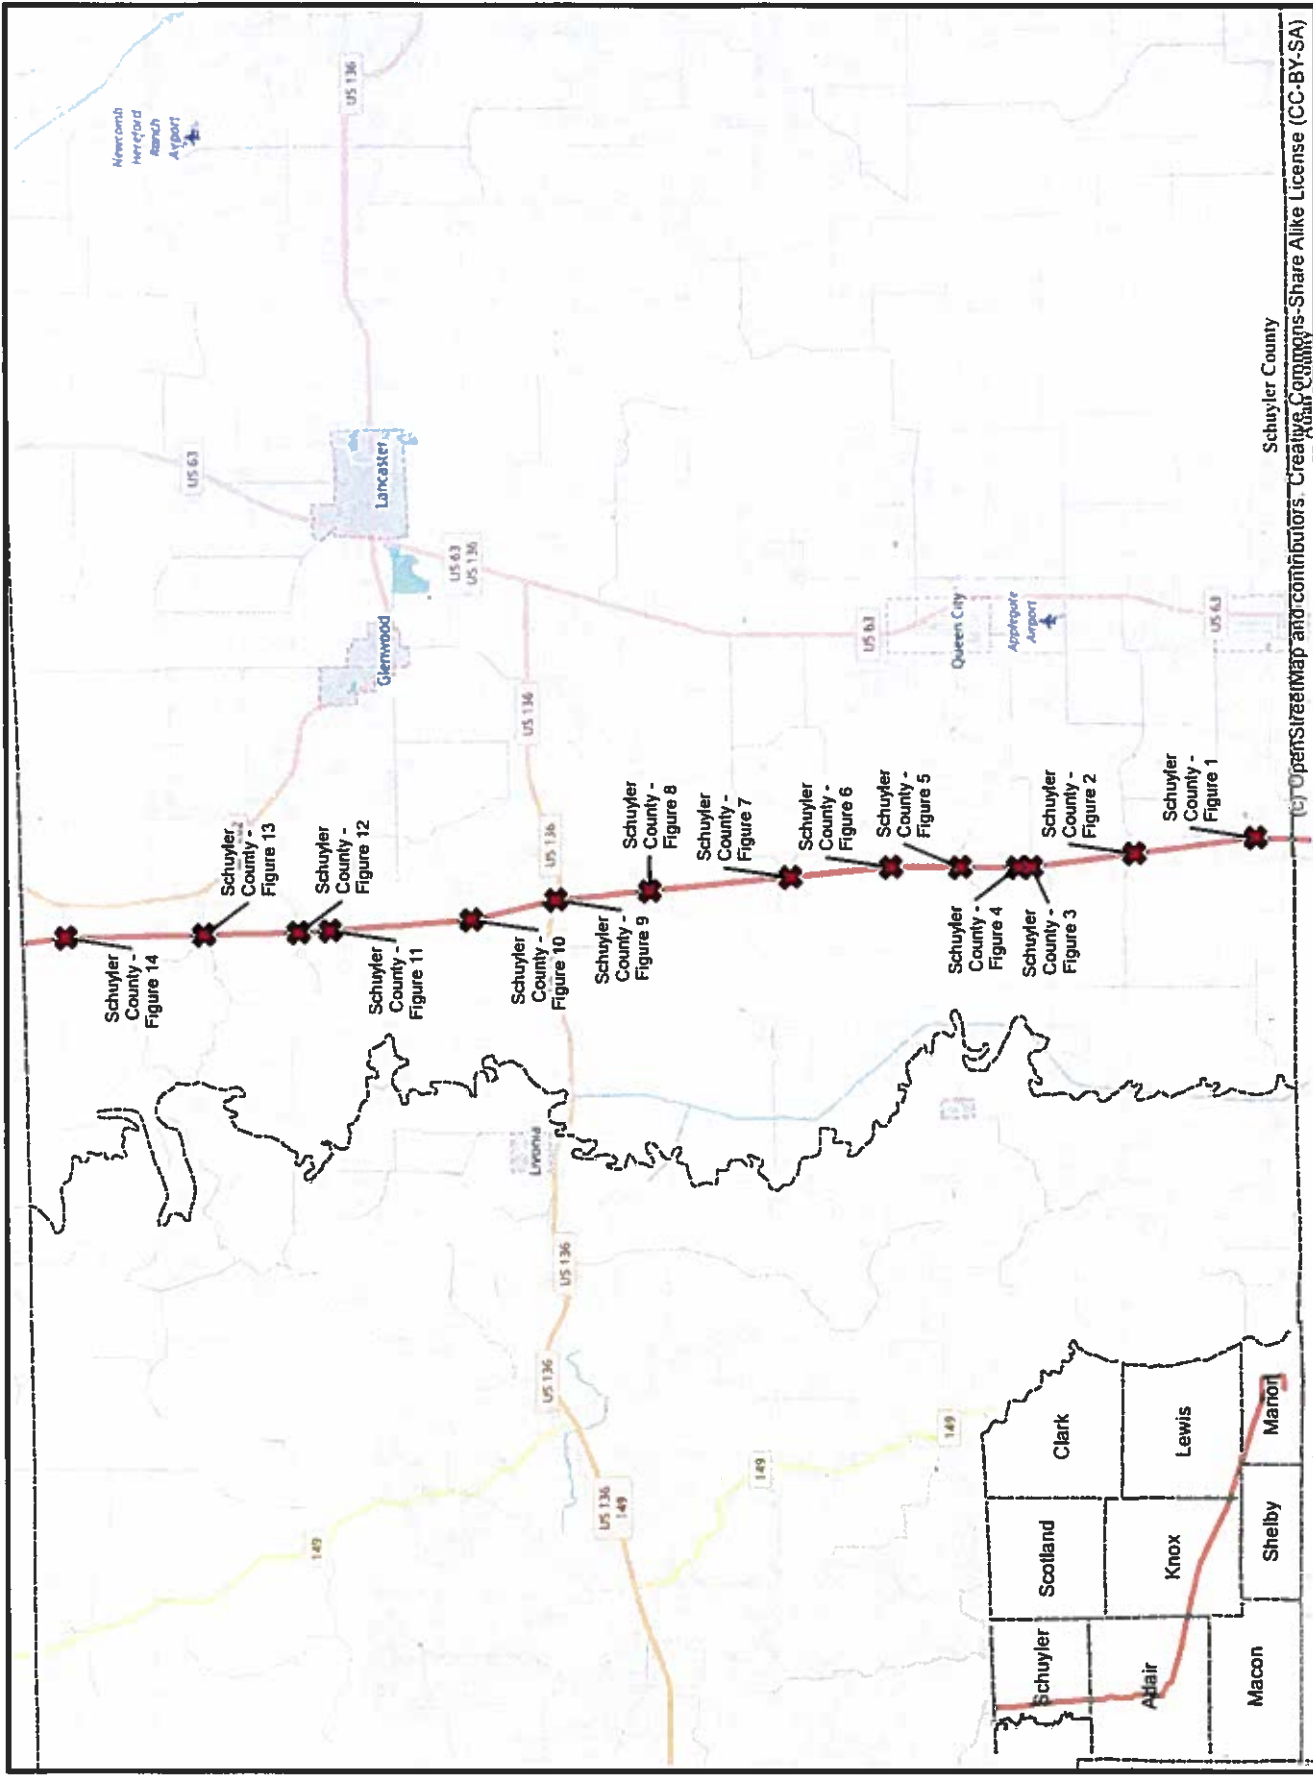 Newcomb
Hereford
Ranch
Airport
US 136
US 63
Lancaster
US 63
US 136
Glenwood
US 136
US 136
Schuyler
County -
Figure 14
Schuyler
County -
Figure 13
Schuyler
County -
Figure 12
Schuyler
County -
Figure 11
Schuyler
County -
Figure 10
Schuyler
County -
Figure 9
Schuyler
County -
Figure 8
Schuyler
County -
Figure 7
Schuyler
County -
Figure 6
Schuyler
County -
Figure 5
Schuyler
County -
Figure 4
Schuyler
County -
Figure 3
Schuyler
County -
Figure 2
Schuyler
County -
Figure 1
US 63
Queen City
Applegate
Airport
US 63
Livonia
US 136
US 136
149
US 136
149
149
149
Schuyler County
(c) OpenStreetMap and contributors, Creative Commons-Share Alike License (CC-BY-SA)
Schuyler
Scotland
Clark
Adair
Knox
Lewis
Macon
Shelby
Marion